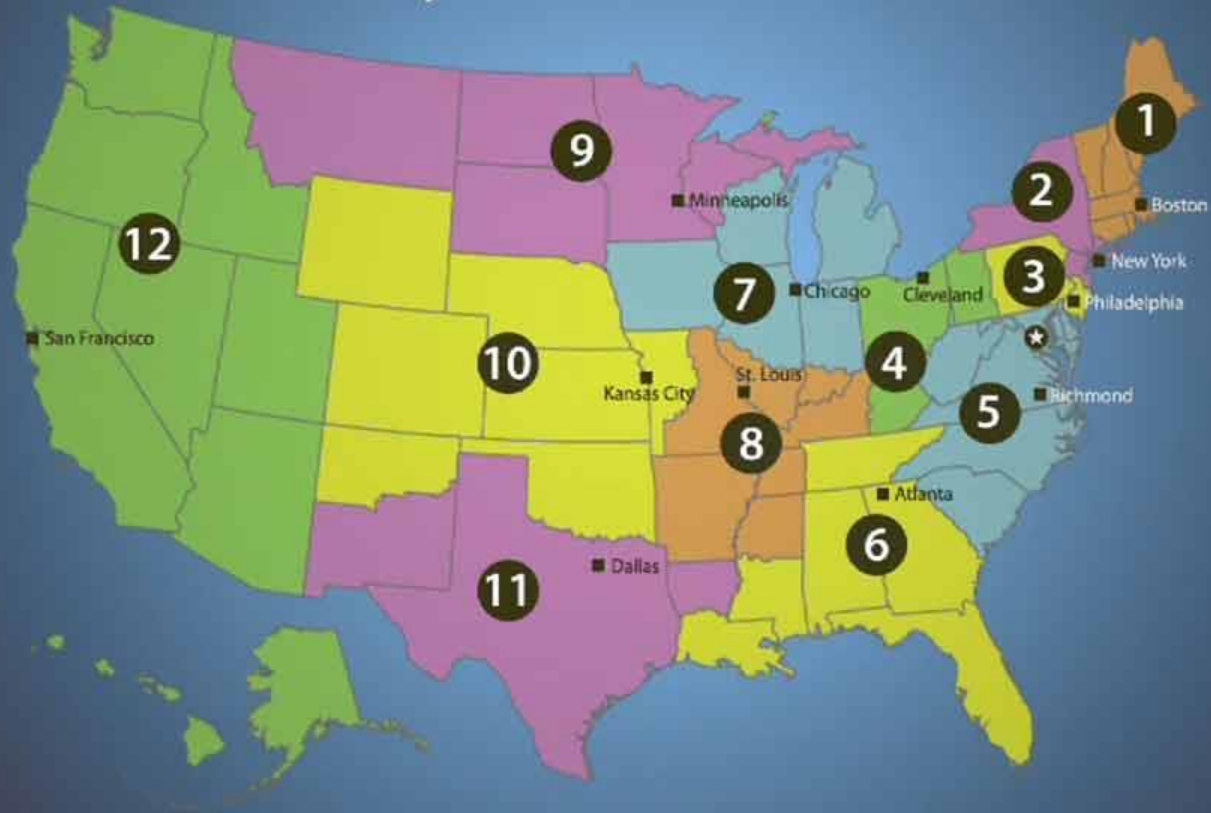 1
9
2
Minneapolis
Boston
12
New York
3
7
Chicago
Cleveland
Philadelphia
San Francisco
10
4
St. Louis
Kansas City
Richmond
5
8
Atlanta
6
11
Dallas